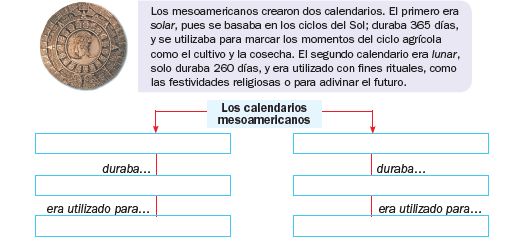 Los mesoamericanos crearon dos calendarios. El primero era
solar, pues se basaba en los ciclos del Sol; duraba 365 días,
y se utilizaba para marcar los momentos del ciclo agrícola
como el cultivo y la cosecha. El segundo calendario era lunar,
solo duraba 260 días, y era utilizado con fines rituales, como
las festividades religiosas o para adivinar el futuro.
Los calendarios
mesoamericanos
duraba... duraba...
era utilizado para... era utilizado para...